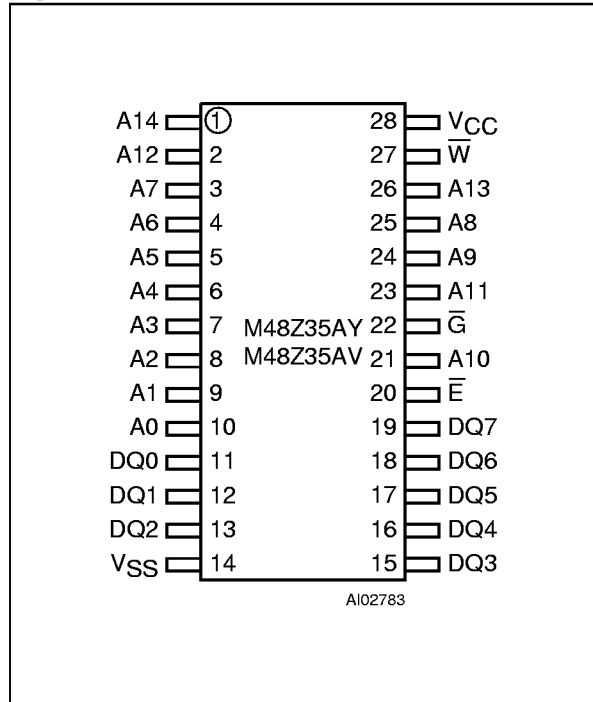 A14 1 28 VCC
A12 2 27 W̅
A7 3 26 A13
A6 4 25 A8
A5 5 24 A9
A4 6 23 A11
A3 7 M48Z35AY 22 G̅
A2 8 M48Z35AV 21 A10
A1 9 20 E̅
A0 10 19 DQ7
DQ0 11 18 DQ6
DQ1 12 17 DQ5
DQ2 13 16 DQ4
VSS 14 15 DQ3
AI02783